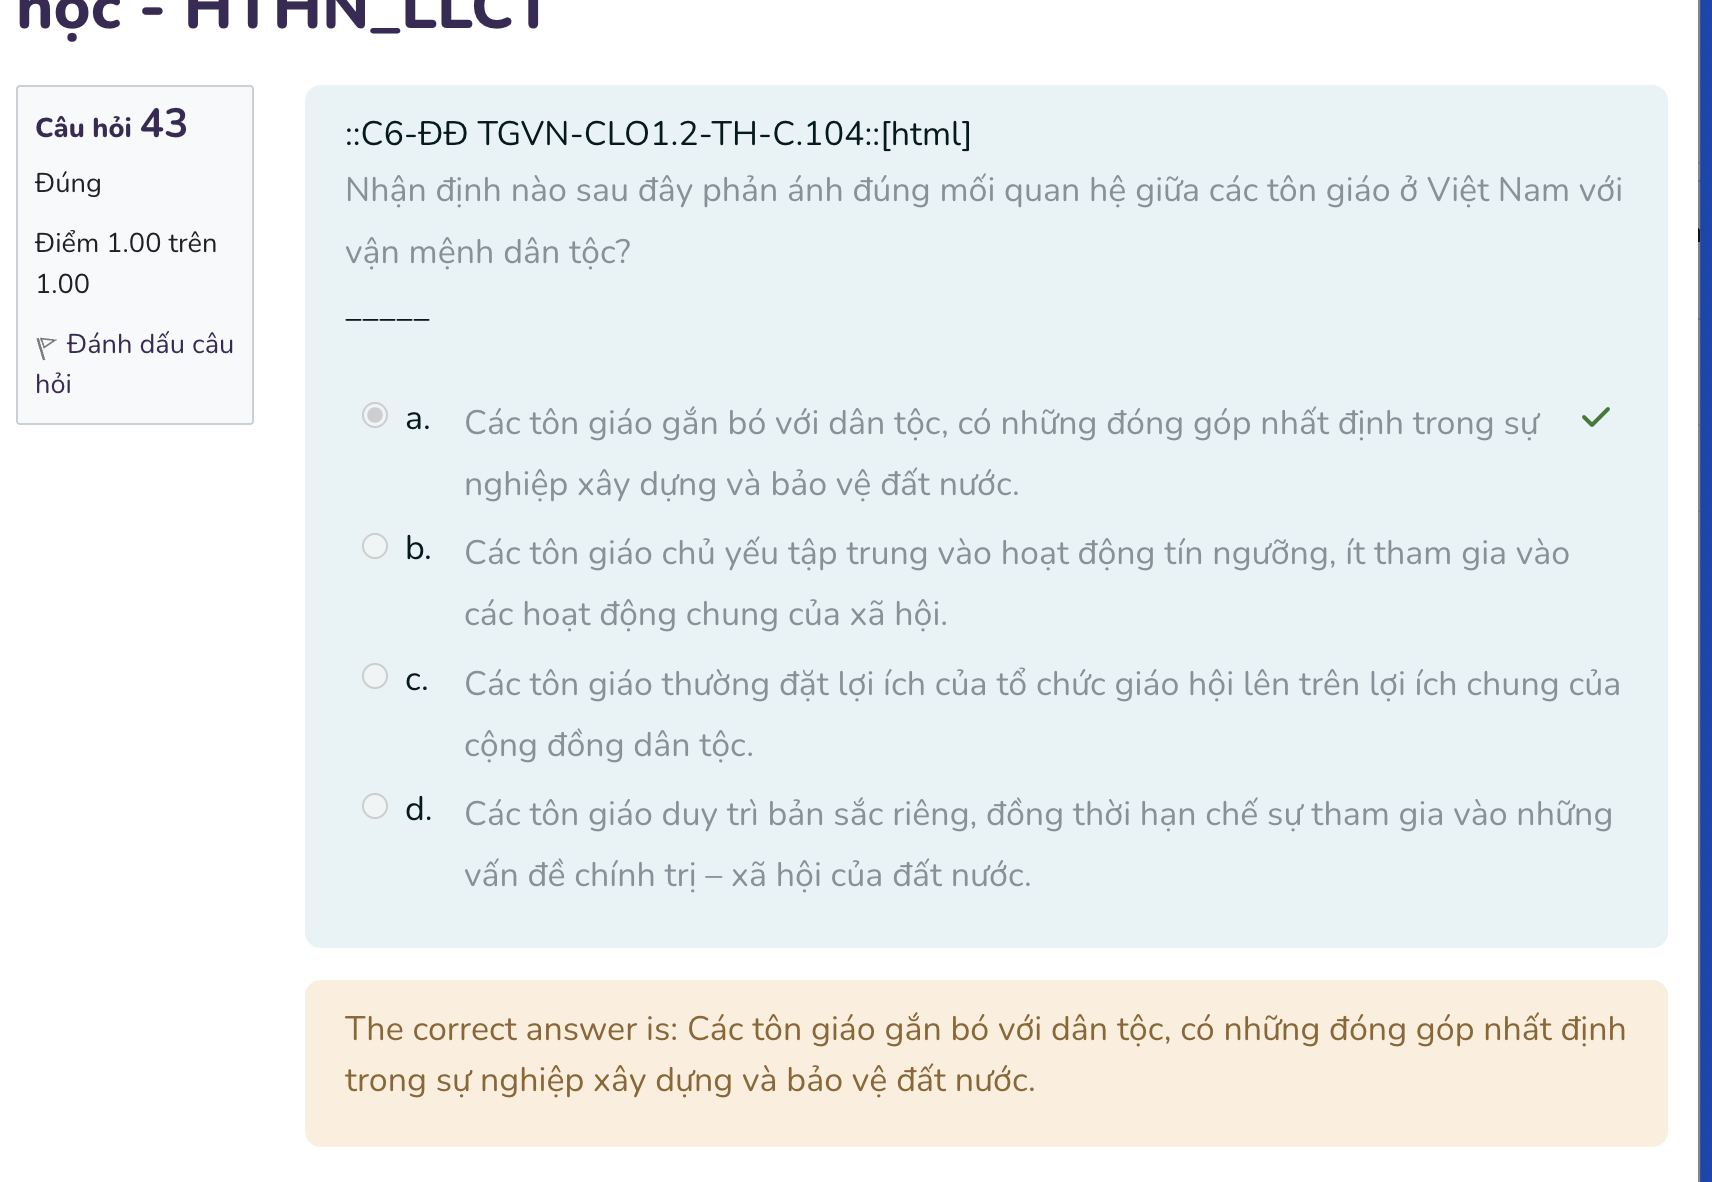 học - HTHN_LLCT
Câu hỏi 43
Đúng
Điểm 1.00 trên
1.00
Đánh dấu câu
hỏi
::C6-ĐĐ TGVN-CLO1.2-TH-C.104::[html]
Nhận định nào sau đây phản ánh đúng mối quan hệ giữa các tôn giáo ở Việt Nam với
vận mệnh dân tộc?
_____
a. Các tôn giáo gắn bó với dân tộc, có những đóng góp nhất định trong sự
nghiệp xây dựng và bảo vệ đất nước.
b. Các tôn giáo chủ yếu tập trung vào hoạt động tín ngưỡng, ít tham gia vào
các hoạt động chung của xã hội.
c. Các tôn giáo thường đặt lợi ích của tổ chức giáo hội lên trên lợi ích chung của
cộng đồng dân tộc.
d. Các tôn giáo duy trì bản sắc riêng, đồng thời hạn chế sự tham gia vào những
vấn đề chính trị – xã hội của đất nước.
The correct answer is: Các tôn giáo gắn bó với dân tộc, có những đóng góp nhất định
trong sự nghiệp xây dựng và bảo vệ đất nước.